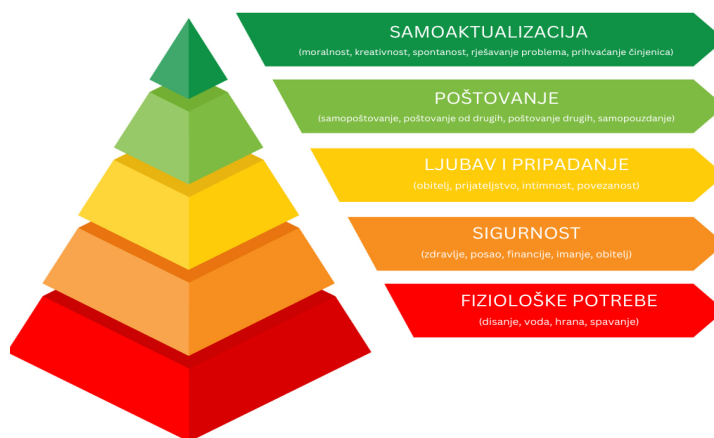 SAMOAKTUALIZACIJA
(moralnost, kreativnost, spontanost, rješavanje problema, prihvaćanje činjenica)
POŠTOVANJE
(samopoštovanje, poštovanje od drugih, poštovanje drugih, samopouzdanje)
LJUBAV I PRIPADANJE
(obitelj, prijateljstvo, intimnost, povezanost)
SIGURNOST
(zdravlje, posao, financije, imanje, obitelj)
FIZIOLOŠKE POTREBE
(disanje, voda, hrana, spavanje)